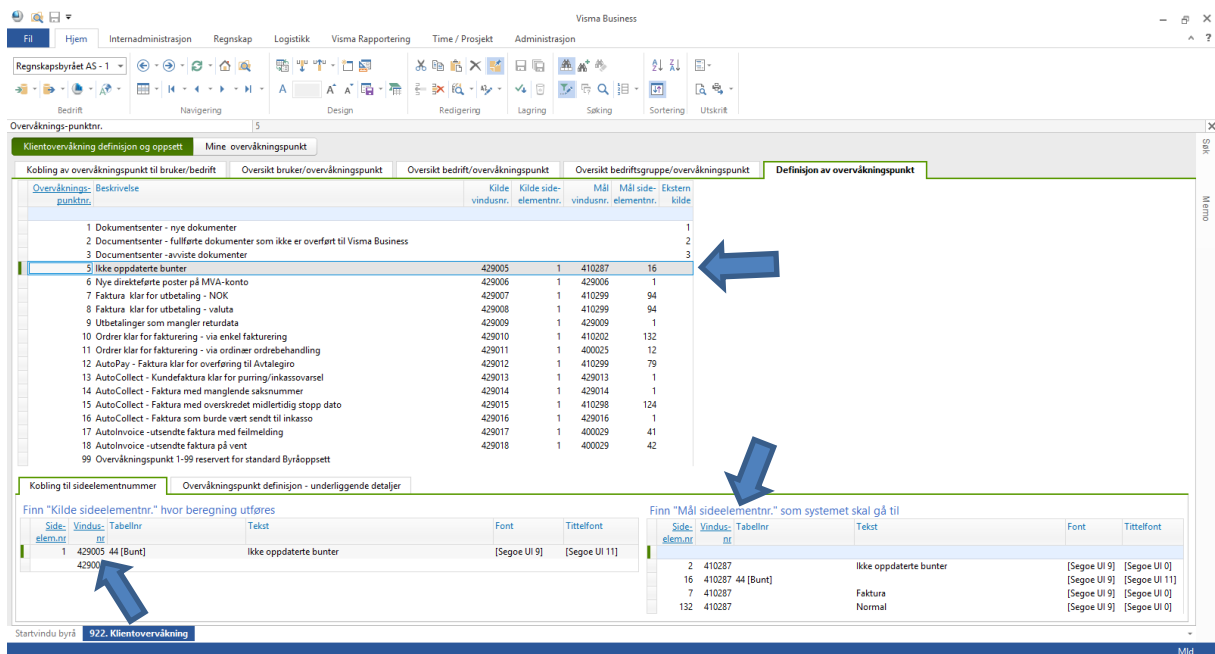 Visma Business
Fil Hjem Internadministrasjon Regnskap Logistikk Visma Rapportering Time / Prosjekt Administrasjon
Regnskapsbyrået AS - 1
Bedrift Navigering Design Redigering Lagring Søking Sortering Utskrift
Overvåknings-punktnr. 5
Klientovervåkning definisjon og oppsett Mine overvåkningspunkt
Kobling av overvåkningspunkt til bruker/bedrift Oversikt bruker/overvåkningspunkt Oversikt bedrift/overvåkningspunkt Oversikt bedriftsgruppe/overvåkningspunkt Definisjon av overvåkningspunkt
Overvåknings- Beskrivelse Kilde Kilde side- Mål Mål side- Ekstern
punktnr. vindusnr. elementnr. vindusnr. elementnr. kilde
1 Dokumentsenter - nye dokumenter 1
2 Documentsenter - fullførte dokumenter som ikke er overført til Visma Business 2
3 Documentsenter -avviste dokumenter 3
5 Ikke oppdaterte bunter 429005 1 410287 16
6 Nye direkteførte poster på MVA-konto 429006 1 429006 1
7 Faktura klar for utbetaling - NOK 429007 1 410299 94
8 Faktura klar for utbetaling - valuta 429008 1 410299 94
9 Utbetalinger som mangler returdata 429009 1 429009 1
10 Ordrer klar for fakturering - via enkel fakturering 429010 1 410202 132
11 Ordrer klar for fakturering - via ordinær ordrebehandling 429011 1 400025 12
12 AutoPay - Faktura klar for overføring til Avtalegiro 429012 1 410299 79
13 AutoCollect - Kundefaktura klar for purring/inkassovarsel 429013 1 429013 1
14 AutoCollect - Faktura med manglende saksnummer 429014 1 429014 1
15 AutoCollect - Faktura med overskredet midlertidig stopp dato 429015 1 410298 124
16 AutoCollect - Faktura som burde vært sendt til inkasso 429016 1 429016 1
17 AutoInvoice -utsendte faktura med feilmelding 429017 1 400029 41
18 AutoInvoice -utsendte faktura på vent 429018 1 400029 42
99 Overvåkningspunkt 1-99 reservert for standard Byråoppsett
Kobling til sideelementnummer Overvåkningspunkt definisjon - underliggende detaljer
Finn "Kilde sideelementnr." hvor beregning utføres
Side- Vindus- Tabellnr Tekst Font Tittelfont
elem.nr nr
1 429005 44 [Bunt] Ikke oppdaterte bunter [Segoe UI 9] [Segoe UI 11]
Finn "Mål sideelementnr." som systemet skal gå til
Side- Vindus- Tabellnr Tekst Font Tittelfont
elem.nr nr
2 410287 Ikke oppdaterte bunter [Segoe UI 9] [Segoe UI 0]
16 410287 44 [Bunt] [Segoe UI 9] [Segoe UI 11]
7 410287 Faktura [Segoe UI 9] [Segoe UI 0]
132 410287 Normal [Segoe UI 9] [Segoe UI 0]
Søk
Memo
Startvindu byrå 922. Klientovervåkning
Mld